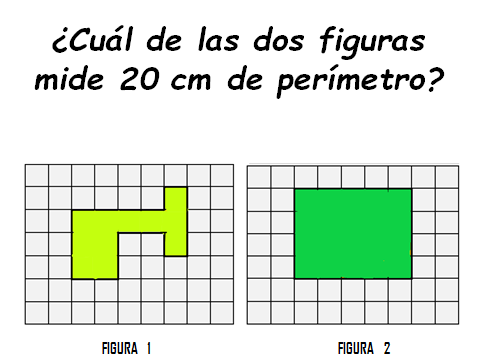 ¿Cuál de las dos figuras
mide 20 cm de perímetro?
FIGURA 1
FIGURA 2